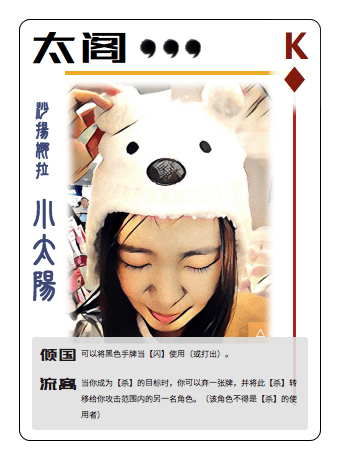 太阁
K
沙扬娜拉
小太陽
倾国 可以将黑色手牌当【闪】使用（或打出）。
流离 当你成为【杀】的目标时，你可以弃一张牌，并将此【杀】转
移给你攻击范围内的另一名角色。（该角色不得是【杀】的使
用者）